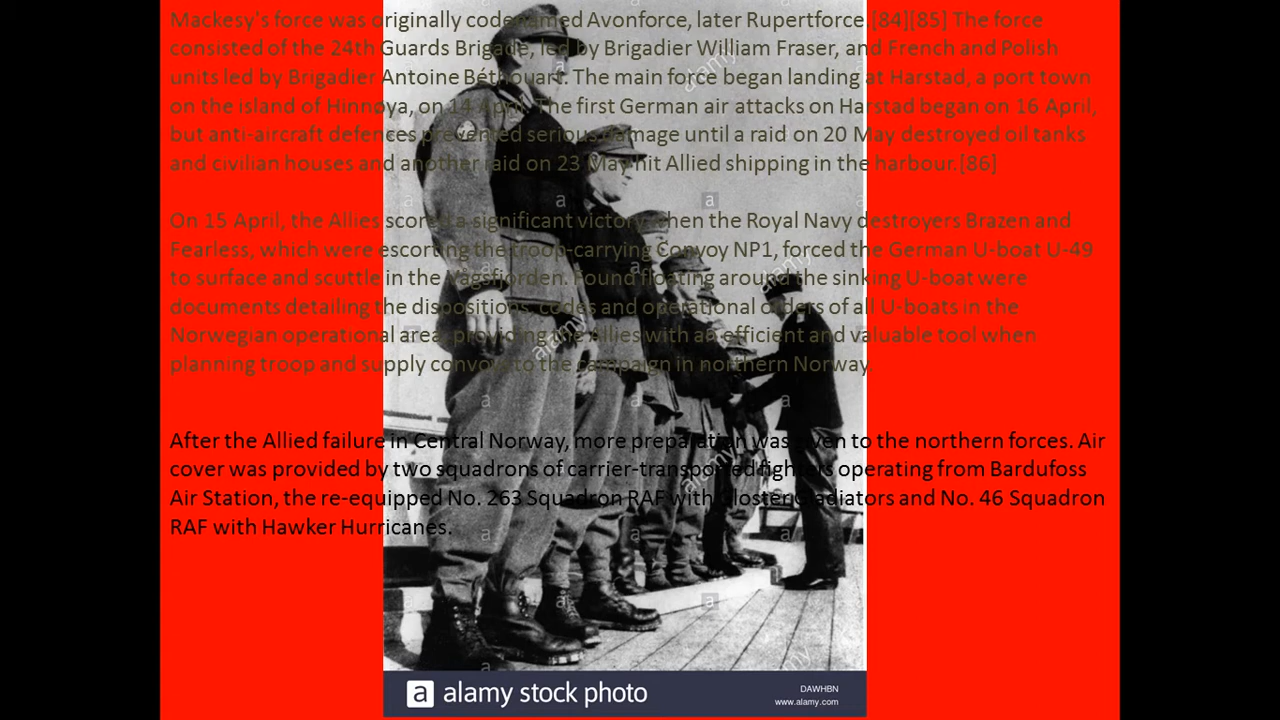 Mackesy's force was originally codenamed Avonforce, later Rupertforce.[84][85] The force
consisted of the 24th Guards Brigade, led by Brigadier William Fraser, and French and Polish
units led by Brigadier Antoine Béthouart. The main force began landing at Harstad, a port town
on the island of Hinnøya, on 14 April. The first German air attacks on Harstad began on 16 April,
but anti-aircraft defences prevented serious damage until a raid on 20 May destroyed oil tanks
and civilian houses and another raid on 23 May hit Allied shipping in the harbour.[86]
On 15 April, the Allies scored a significant victory when the Royal Navy destroyers Brazen and
Fearless, which were escorting the troop-carrying Convoy NP1, forced the German U-boat U-49
to surface and scuttle in the Vågsfjorden. Found floating around the sinking U-boat were
documents detailing the dispositions, codes and operational orders of all U-boats in the
Norwegian operational area, providing the Allies with an efficient and valuable tool when
planning troop and supply convoys to the campaign in northern Norway.
After the Allied failure in Central Norway, more preparation was given to the northern forces. Air
cover was provided by two squadrons of carrier-transported fighters operating from Bardufoss
Air Station, the re-equipped No. 263 Squadron RAF with Gloster Gladiators and No. 46 Squadron
RAF with Hawker Hurricanes.
a alamy stock photo
DAWHBN
www.alamy.com